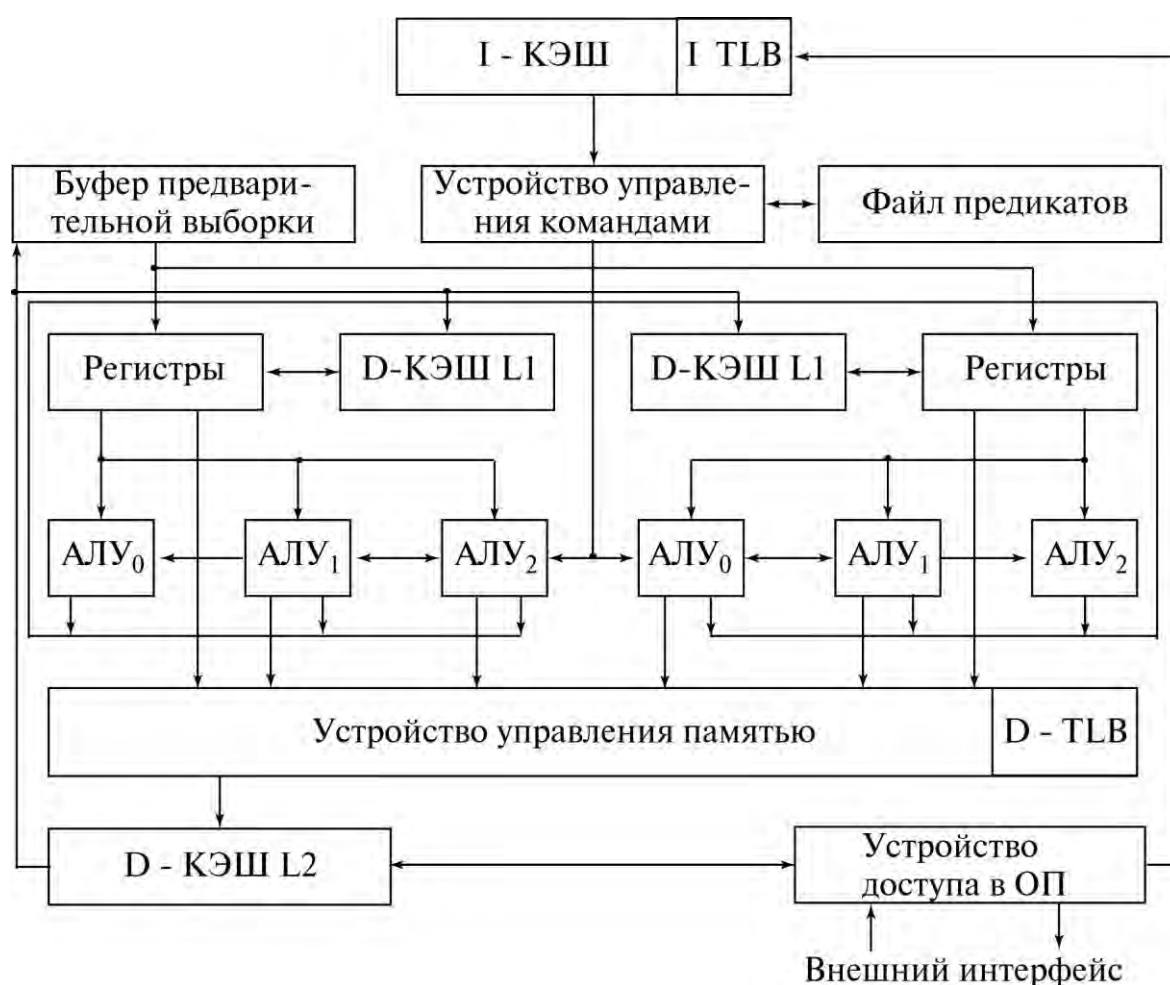 I - КЭШ
I TLB
Буфер предвари-
тельной выборки
Устройство управле-
ния командами
Файл предикатов
Регистры
D-КЭШ L1
D-КЭШ L1
Регистры
АЛУ₀
АЛУ₁
АЛУ₂
АЛУ₀
АЛУ₁
АЛУ₂
Устройство управления памятью
D - TLB
D - КЭШ L2
Устройство
доступа в ОП
Внешний интерфейс